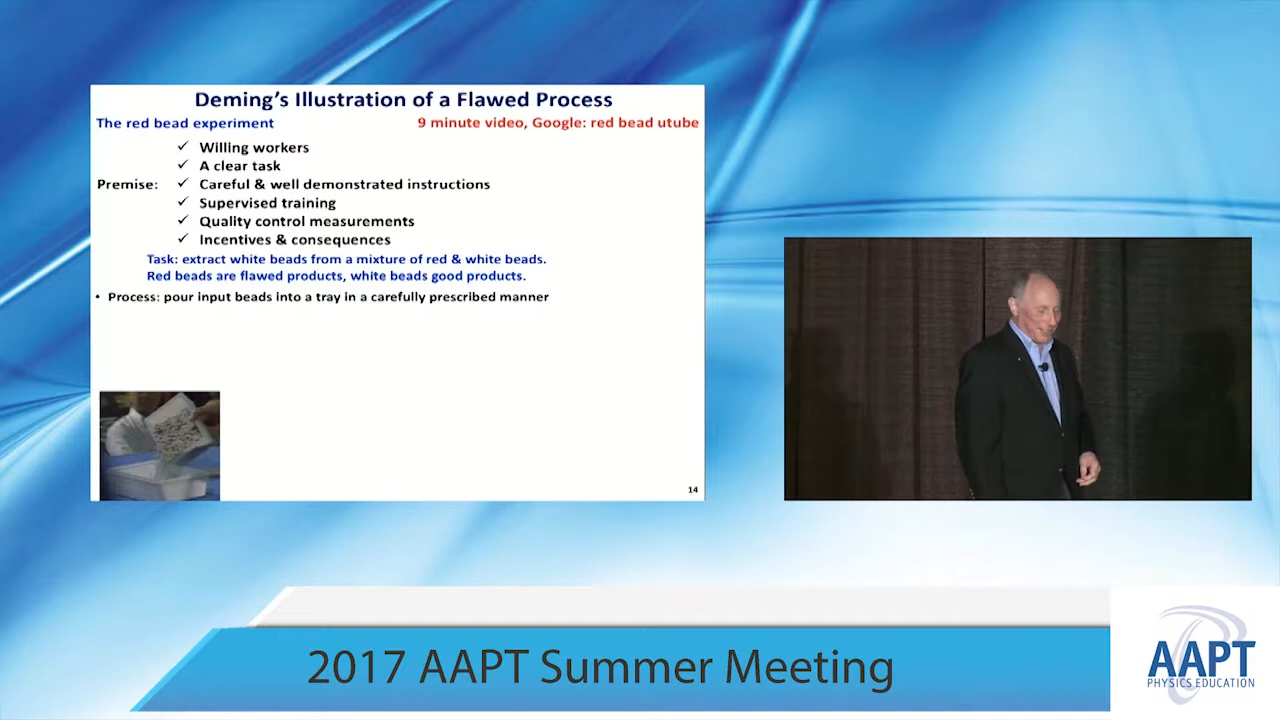 Deming's Illustration of a Flawed Process
The red bead experiment
9 minute video, Google: red bead utube
✓ Willing workers
✓ A clear task
Premise: ✓ Careful & well demonstrated instructions
✓ Supervised training
✓ Quality control measurements
✓ Incentives & consequences
Task: extract white beads from a mixture of red & white beads.
Red beads are flawed products, white beads good products.
• Process: pour input beads into a tray in a carefully prescribed manner
14
2017 AAPT Summer Meeting
AAPT
PHYSICS EDUCATION